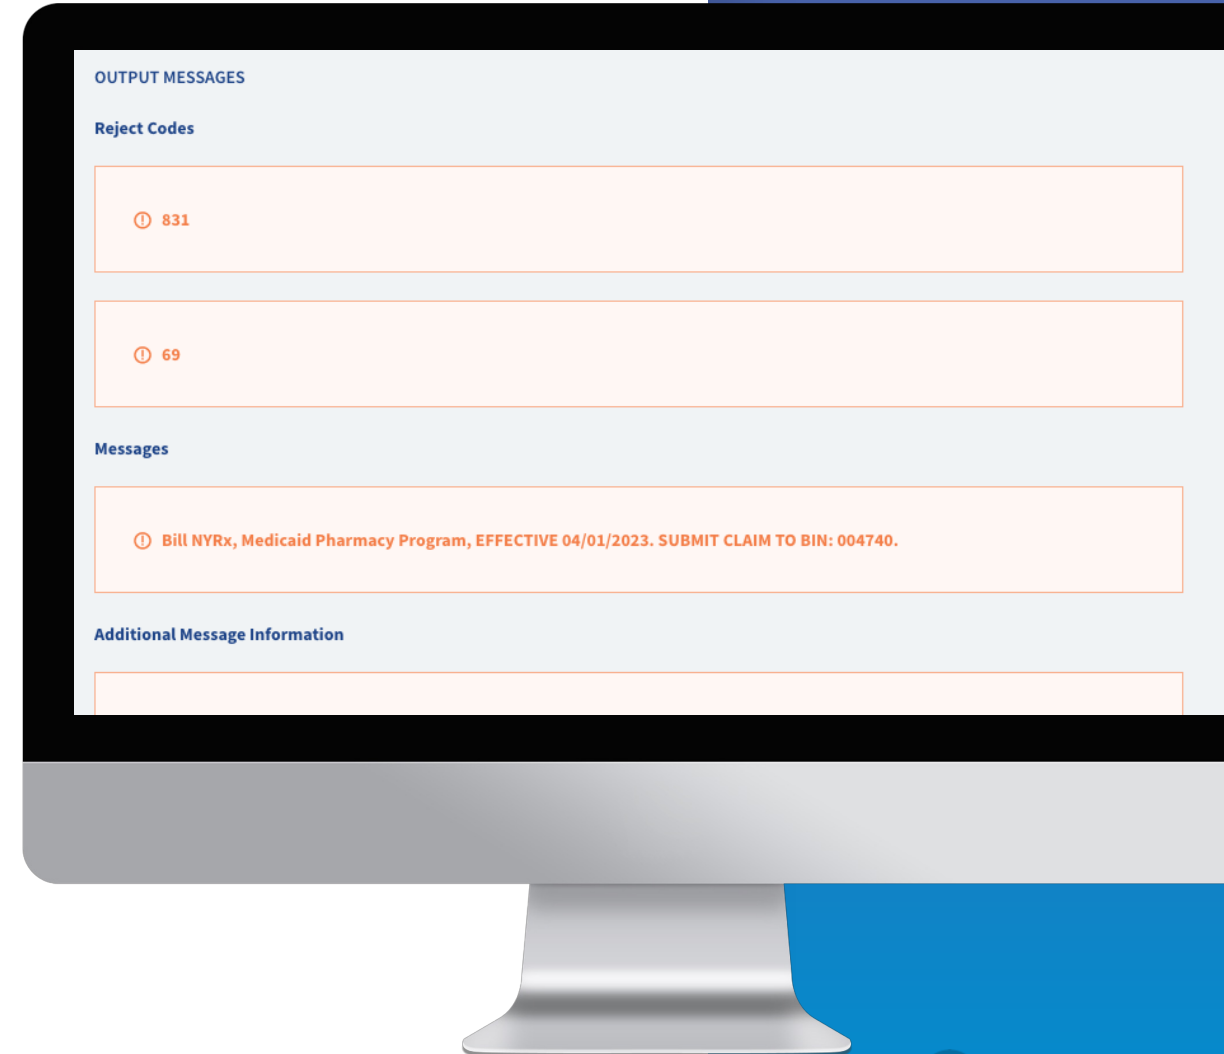 OUTPUT MESSAGES
Reject Codes
831
69
Messages
Bill NYRx, Medicaid Pharmacy Program, EFFECTIVE 04/01/2023. SUBMIT CLAIM TO BIN: 004740.
Additional Message Information